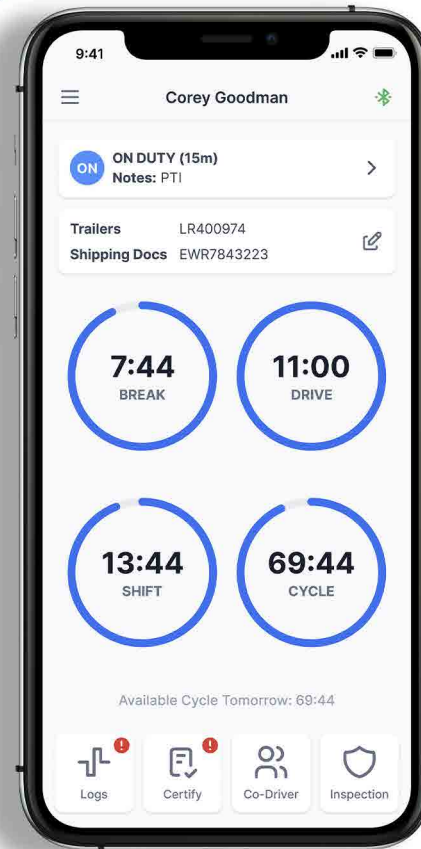 9:41
Corey Goodman
ON
ON DUTY (15m)
Notes: PTI
Trailers LR400974
Shipping Docs EWR7843223
7:44
BREAK
11:00
DRIVE
13:44
SHIFT
69:44
CYCLE
Available Cycle Tomorrow: 69:44
!
Logs
!
Certify
Co-Driver
Inspection